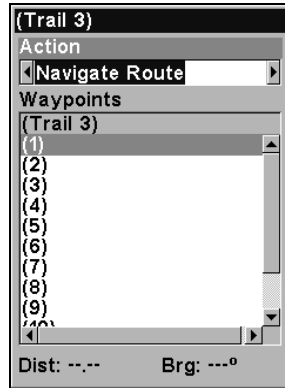 (Trail 3)
Action
Navigate Route
Waypoints
(Trail 3)
(1)
(2)
(3)
(4)
(5)
(6)
(7)
(8)
(9)
Dist: --.-- Brg: ---º